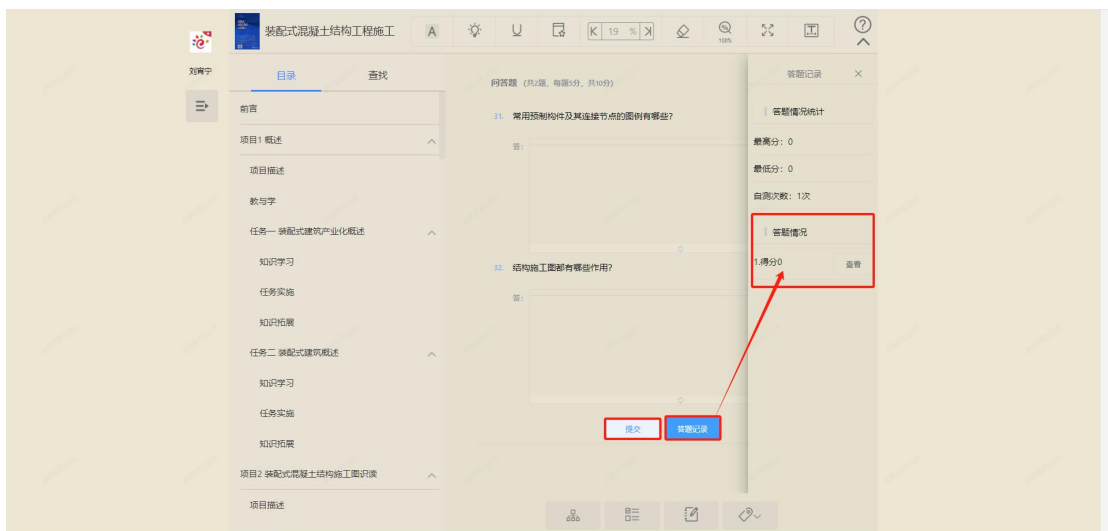 装配式混凝土结构工程施工
A
U
K 19 % K
100%
刘宵宁
目录 查找
前言
项目1 概述
项目描述
教与学
任务一 装配式建筑产业化概述
知识学习
任务实施
知识拓展
任务二 装配式建筑概述
知识学习
任务实施
知识拓展
项目2 装配式混凝土结构施工图识读
项目描述
问答题 (共2题, 每题5分, 共10分)
31. 常用预制构件及其连接节点的图例有哪些?
答:
32. 结构施工图都有哪些作用?
答:
提交 答题记录
答题记录 ×
答题情况统计
最高分: 0
最低分: 0
自测次数: 1次
答题情况
1.得分0 查看